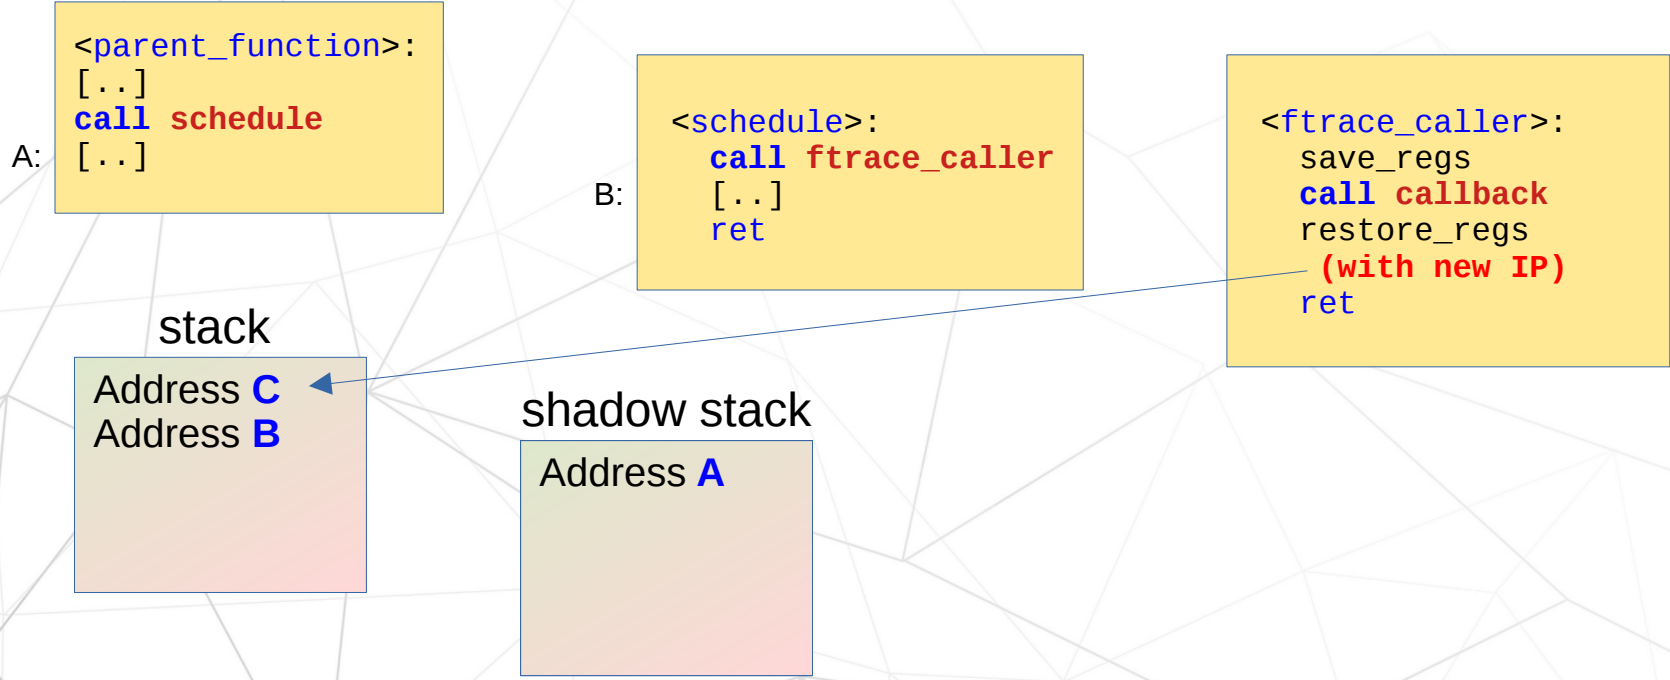 <parent_function>:
[..]
call schedule
[..]
A:
<schedule>:
call ftrace_caller
[..]
ret
B:
<ftrace_caller>:
save_regs
call callback
restore_regs
(with new IP)
ret
stack
Address C
Address B
shadow stack
Address A